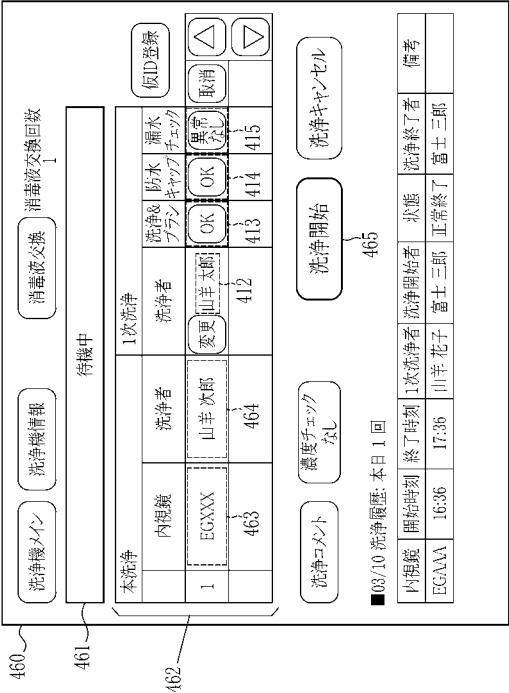 460
洗浄機メイン 洗浄機情報 消毒液交換 消毒液交換回数
1
461
待機中
仮ID登録
462
本洗浄 1次洗浄
内視鏡 洗浄者 洗浄者 洗浄&ブラシ 防水キャップ 漏水チェック
1 EGXXX 山羊 次郎 変更 山羊 太郎 OK OK 異常なし 取消 △
▽
463 464 412 413 414 415
洗浄コメント 濃度チェックなし 洗浄開始 洗浄キャンセル
465
■03/10 洗浄履歴: 本日 1 回
内視鏡 開始時刻 終了時刻 1次洗浄者 洗浄開始者 状態 洗浄終了者 備考
EGAAA 16:36 17:36 山羊 花子 富士 三郎 正常終了 富士 三郎